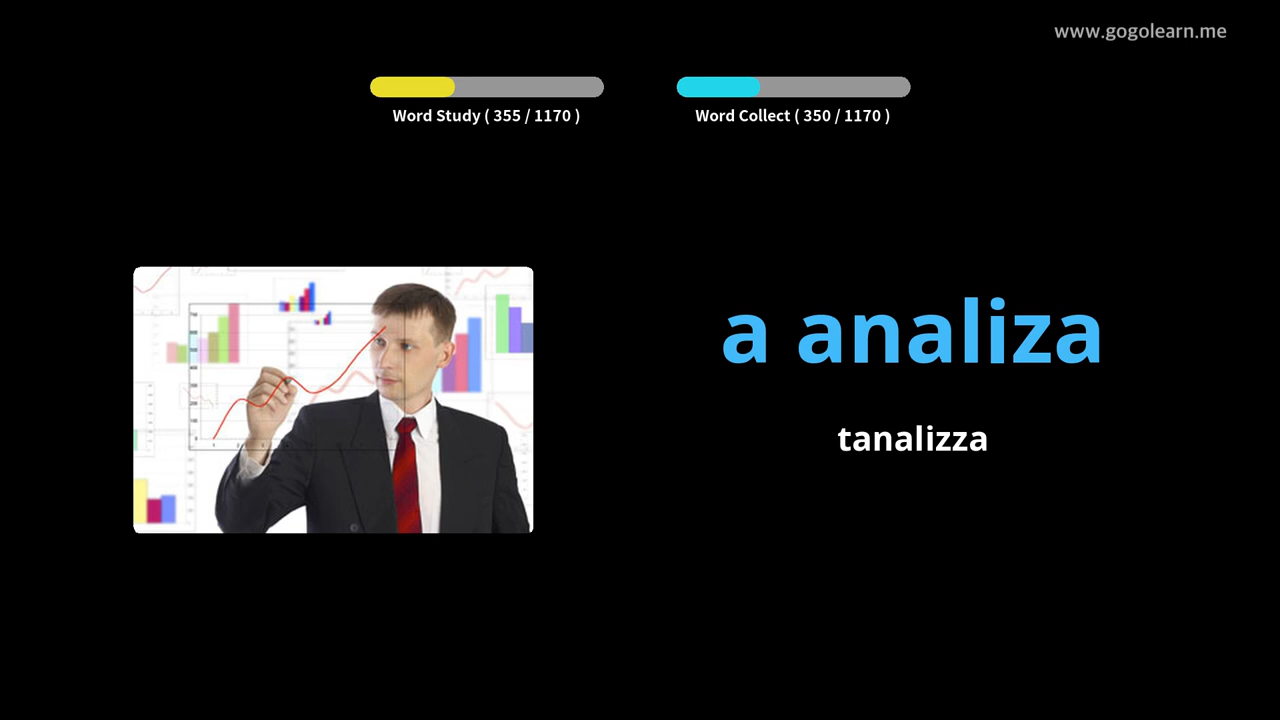 www.gogolearn.me
Word Study ( 355 / 1170 )
Word Collect ( 350 / 1170 )
a analiza
tanalizza